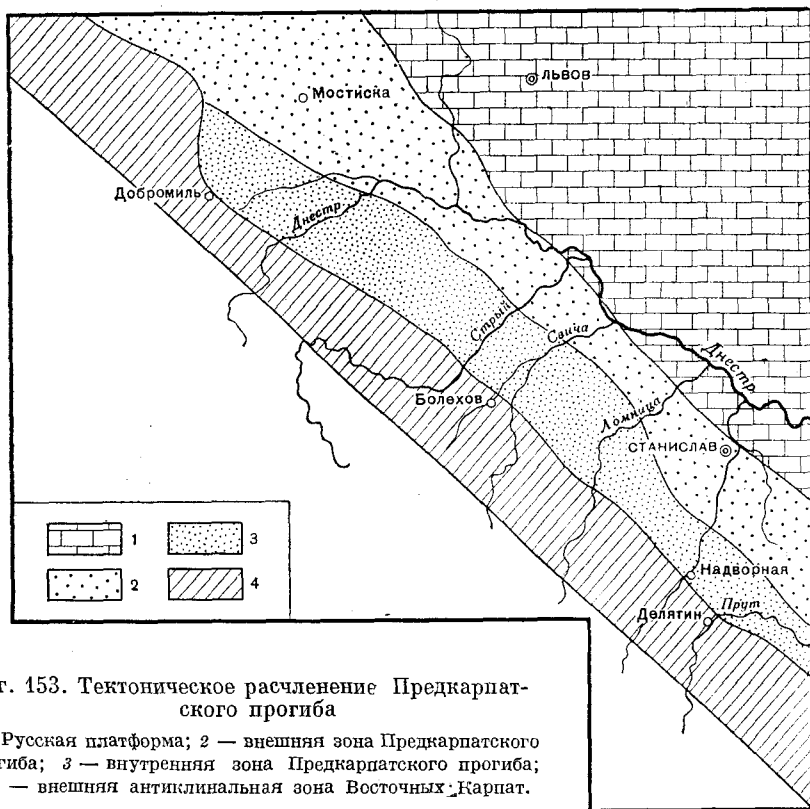 ЛЬВОВ
Мостиска
Добромиль
Днестр
Стрый
Свича
Днестр
Болехов
Ломница
СТАНИСЛАВ
1 3
2 4
Надворная
Прут
Делятин
г. 153. Тектоническое расчленение Предкарпат-
ского прогиба
Русская платформа; 2 — внешняя зона Предкарпатского
гиба; 3 — внутренняя зона Предкарпатского прогиба;
— внешняя антиклинальная зона Восточных Карпат.